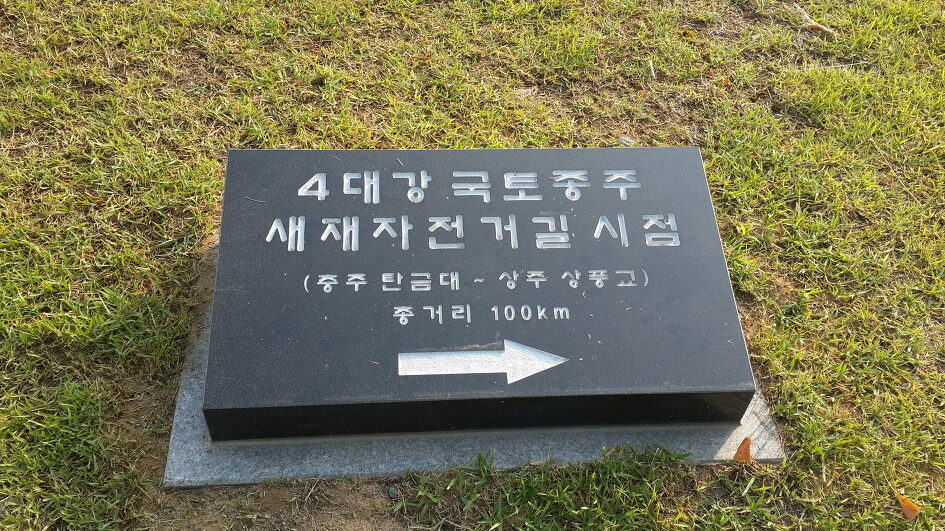 4대강 국토종주
새재자전거길 시점
(충주 탄금대 ~ 상주 상풍교)
총거리 100km